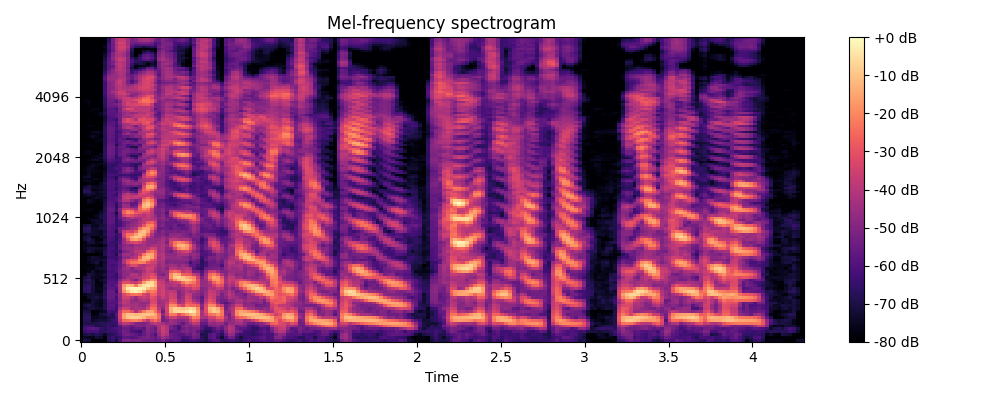 Mel-frequency spectrogram
+0 dB
4096
-10 dB
-20 dB
2048
-30 dB
Hz
1024
-40 dB
-50 dB
512
-60 dB
-70 dB
0
-80 dB
0 0.5 1 1.5 2 2.5 3 3.5 4
Time